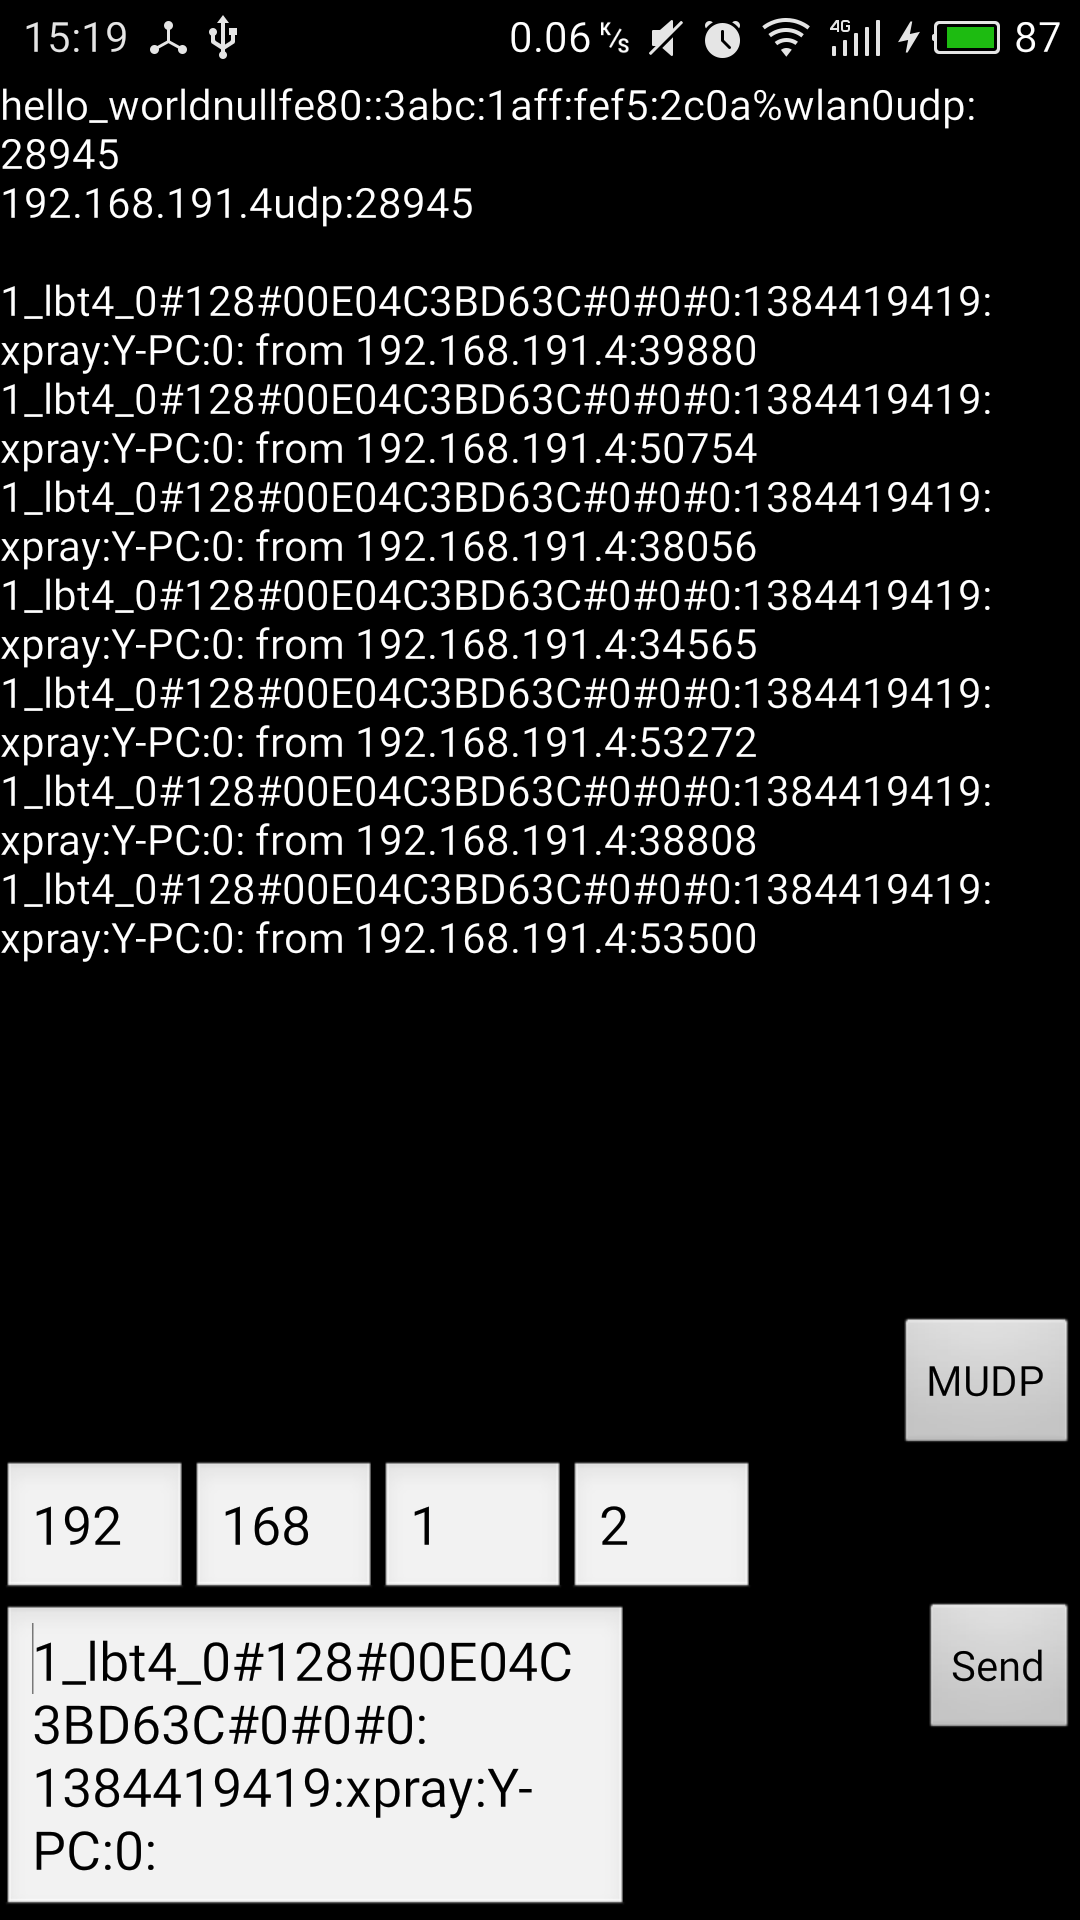 15:19 0.06 K/s 4G 87
hello_worldnullfe80::3abc:1aff:fef5:2c0a%wlan0udp:
28945
192.168.191.4udp:28945
1_lbt4_0#128#00E04C3BD63C#0#0#0:1384419419:
xpray:Y-PC:0: from 192.168.191.4:39880
1_lbt4_0#128#00E04C3BD63C#0#0#0:1384419419:
xpray:Y-PC:0: from 192.168.191.4:50754
1_lbt4_0#128#00E04C3BD63C#0#0#0:1384419419:
xpray:Y-PC:0: from 192.168.191.4:38056
1_lbt4_0#128#00E04C3BD63C#0#0#0:1384419419:
xpray:Y-PC:0: from 192.168.191.4:34565
1_lbt4_0#128#00E04C3BD63C#0#0#0:1384419419:
xpray:Y-PC:0: from 192.168.191.4:53272
1_lbt4_0#128#00E04C3BD63C#0#0#0:1384419419:
xpray:Y-PC:0: from 192.168.191.4:38808
1_lbt4_0#128#00E04C3BD63C#0#0#0:1384419419:
xpray:Y-PC:0: from 192.168.191.4:53500
MUDP
192 168 1 2
1_lbt4_0#128#00E04C
3BD63C#0#0#0:
1384419419:xpray:Y-
PC:0:
Send